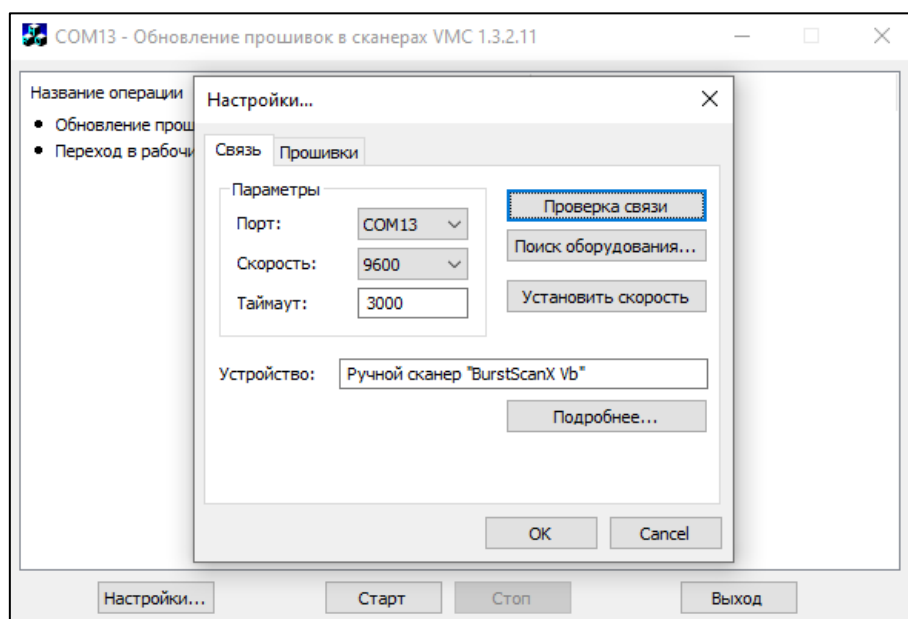 COM13 - Обновление прошивок в сканерах VMC 1.3.2.11
Название операции
Обновление прош
Переход в рабочи
Настройки...
Связь Прошивки
Параметры
Порт: COM13
Скорость: 9600
Таймаут: 3000
Проверка связи
Поиск оборудования...
Установить скорость
Устройство: Ручной сканер "BurstScanX Vb"
Подробнее...
OK Cancel
Настройки... Старт Стоп Выход